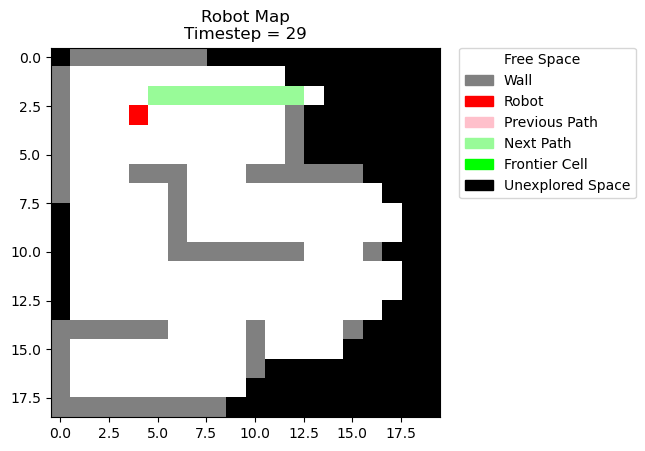 Robot Map
Timestep = 29
0.0
2.5
5.0
7.5
10.0
12.5
15.0
17.5
0.0
2.5
5.0
7.5
10.0
12.5
15.0
17.5
Free Space
Wall
Robot
Previous Path
Next Path
Frontier Cell
Unexplored Space